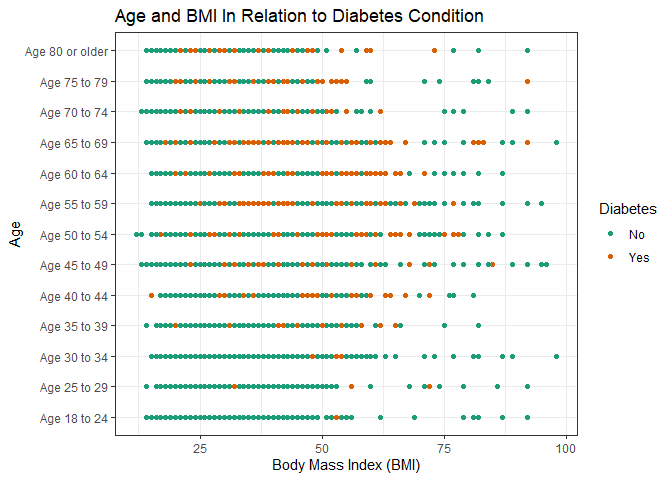 Age and BMI In Relation to Diabetes Condition
Age 80 or older
Age 75 to 79
Age 70 to 74
Age 65 to 69
Age 60 to 64
Age 55 to 59
Age 50 to 54
Age 45 to 49
Age 40 to 44
Age 35 to 39
Age 30 to 34
Age 25 to 29
Age 18 to 24
Age
25 50 75 100
Body Mass Index (BMI)
Diabetes
No
Yes